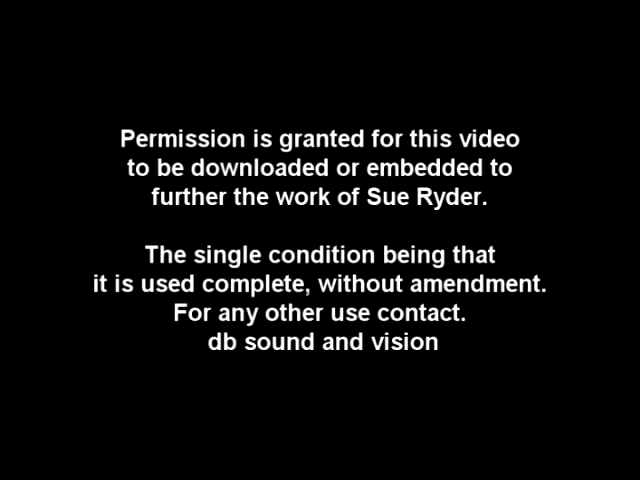 Permission is granted for this video
to be downloaded or embedded to
further the work of Sue Ryder.
The single condition being that
it is used complete, without amendment.
For any other use contact.
db sound and vision